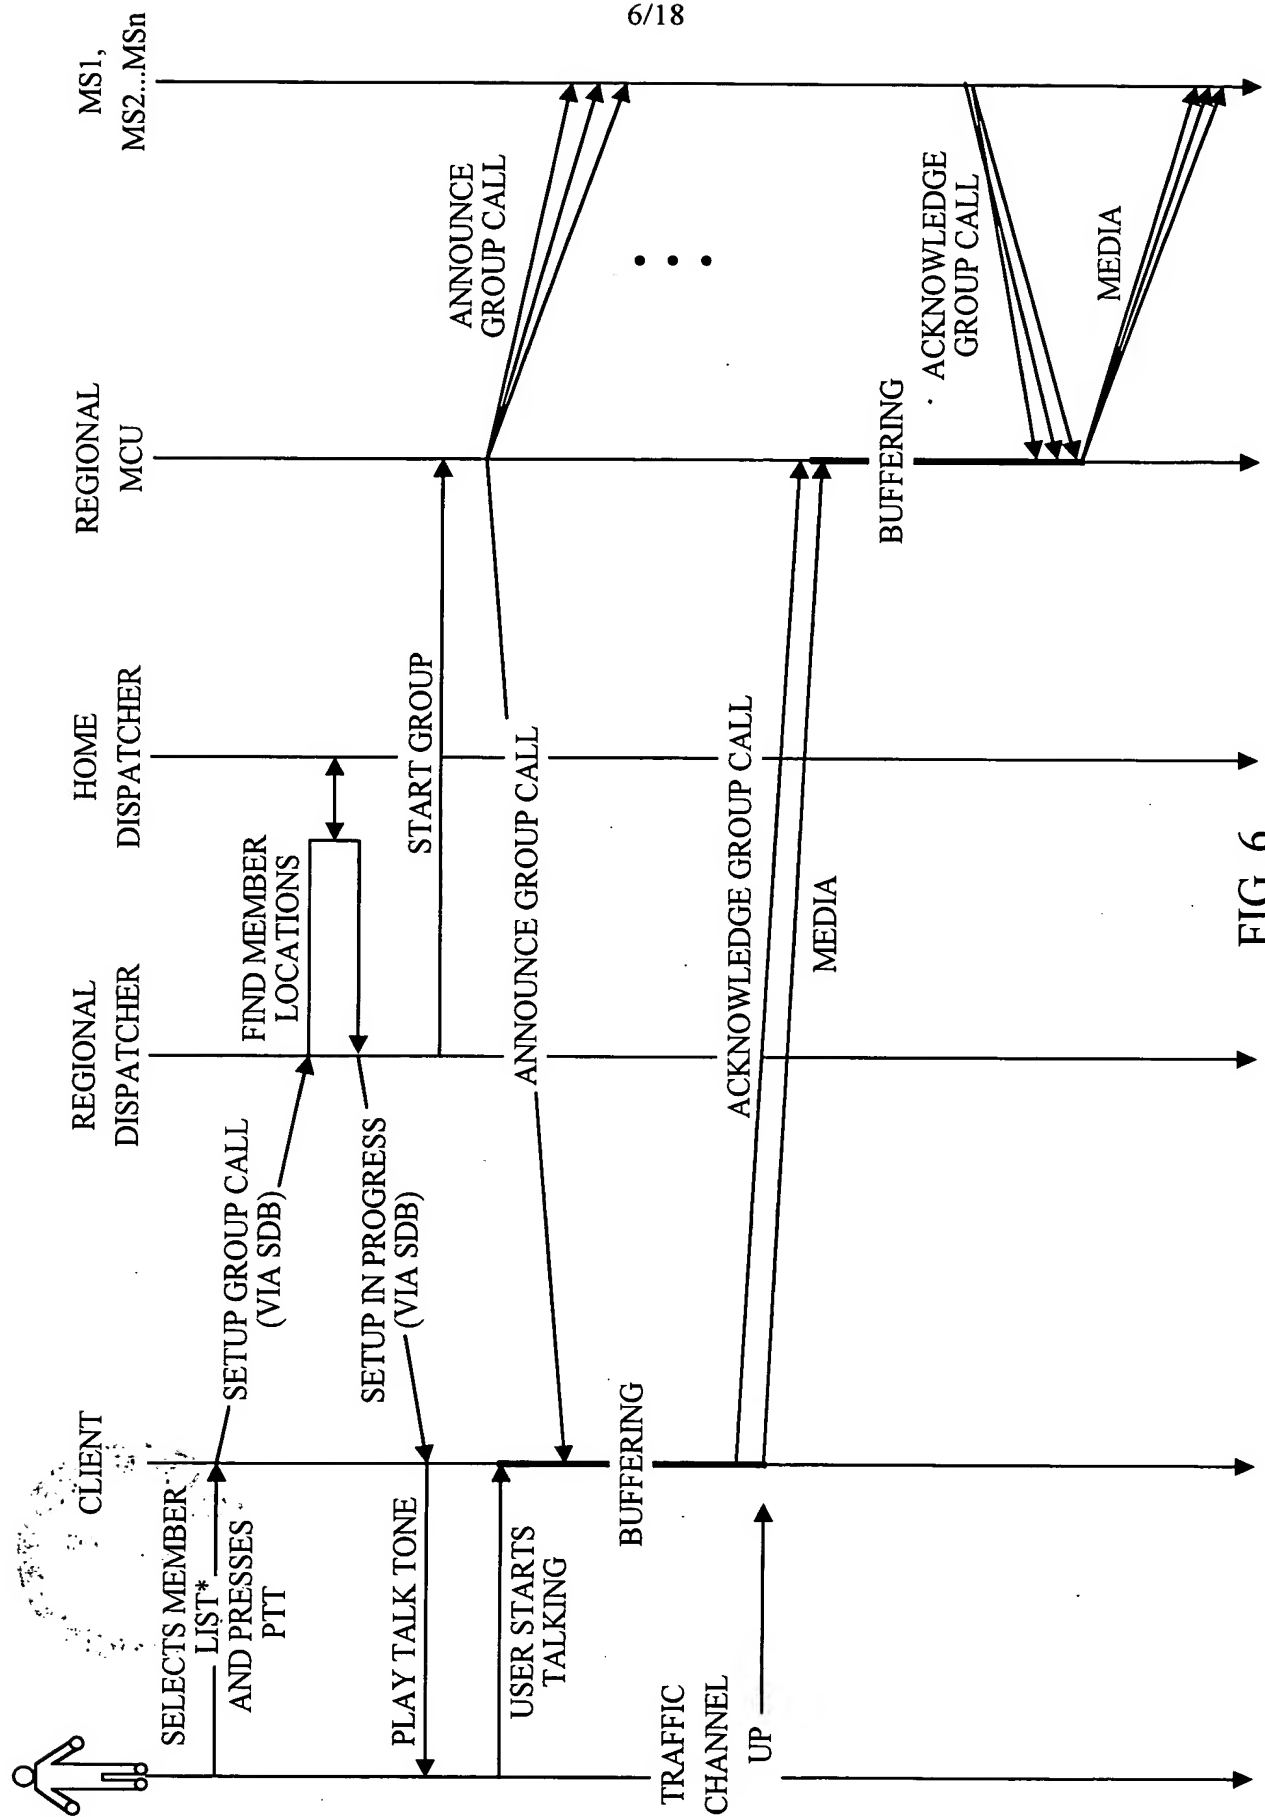 6/18
CLIENT
REGIONAL
DISPATCHER
HOME
DISPATCHER
REGIONAL
MCU
MS1,
MS2...MSn
SELECTS MEMBER
LIST*
AND PRESSES
PTT
SETUP GROUP CALL
(VIA SDB)
FIND MEMBER
LOCATIONS
SETUP IN PROGRESS
(VIA SDB)
PLAY TALK TONE
START GROUP
ANNOUNCE
GROUP CALL
USER STARTS
TALKING
ANNOUNCE GROUP CALL
BUFFERING
TRAFFIC
CHANNEL
UP
ACKNOWLEDGE GROUP CALL
MEDIA
BUFFERING
ACKNOWLEDGE
GROUP CALL
MEDIA
FIG. 6